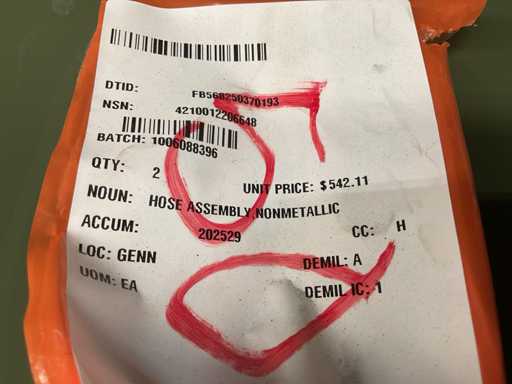 DTID: FB568250370193
NSN: 4210012206648
BATCH: 1006088396
QTY: 2
UNIT PRICE: $542.11
NOUN: HOSE ASSEMBLY,NONMETALLIC
ACCUM: 202529
CC: H
LOC: GENN
DEMIL: A
UOM: EA
DEMIL IC: 1